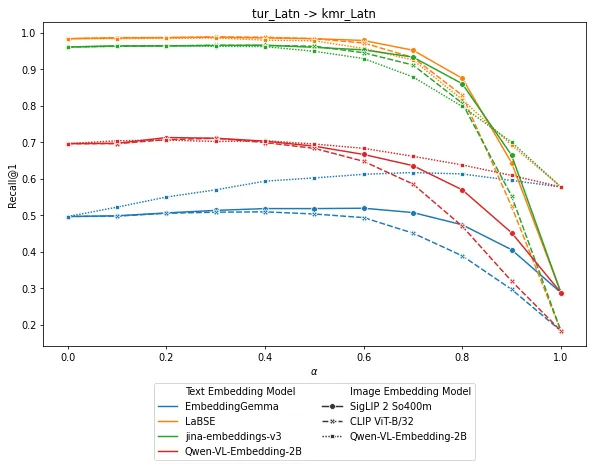 tur_Latn -> kmr_Latn
1.0
0.9
0.8
0.7
0.6
0.5
0.4
0.3
0.2
Recall@1
0.0 0.2 0.4 0.6 0.8 1.0
α
Text Embedding Model
EmbeddingGemma
LaBSE
jina-embeddings-v3
Qwen-VL-Embedding-2B
Image Embedding Model
SigLIP 2 So400m
CLIP ViT-B/32
Qwen-VL-Embedding-2B